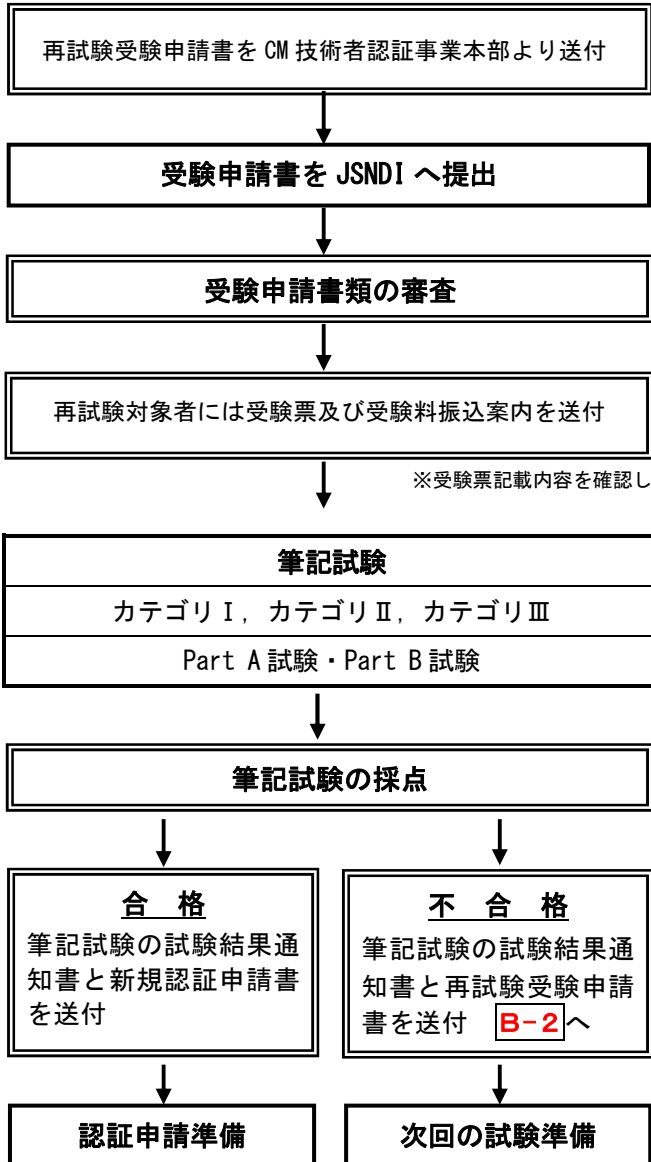 再試験受験申請書を CM 技術者認証事業本部より送付
受験申請書を JSNDI へ提出
受験申請書類の審査
再試験対象者には受験票及び受験料振込案内を送付
※受験票記載内容を確認し
筆記試験
カテゴリⅠ, カテゴリⅡ, カテゴリⅢ
Part A 試験・Part B 試験
筆記試験の採点
合 格
筆記試験の試験結果通
知書と新規認証申請書
を送付
不 合 格
筆記試験の試験結果通
知書と再試験受験申請
書を送付 B-2へ
認証申請準備
次回の試験準備